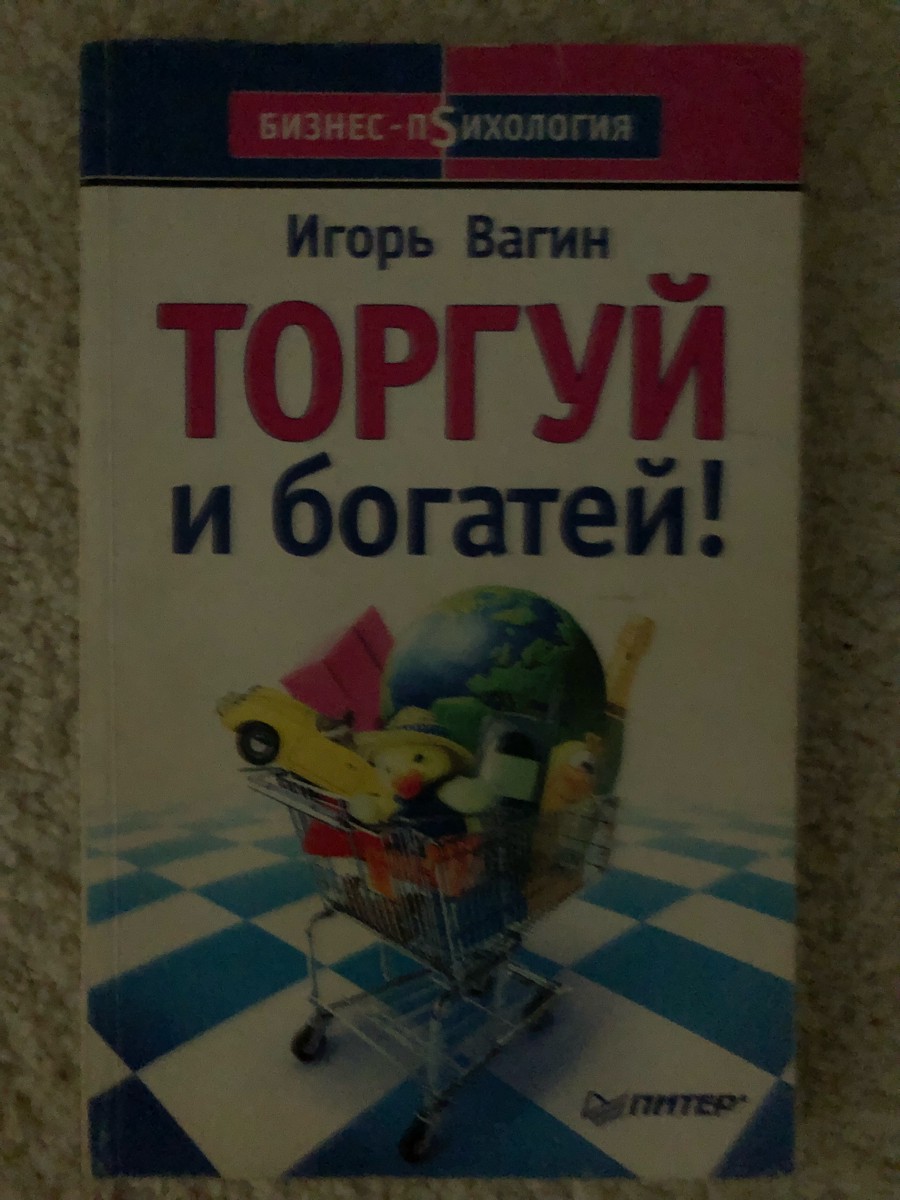 БИЗНЕС-ПSИХОЛОГИЯ
Игорь Вагин
ТОРГУЙ
и богатей!
ПИТЕР®